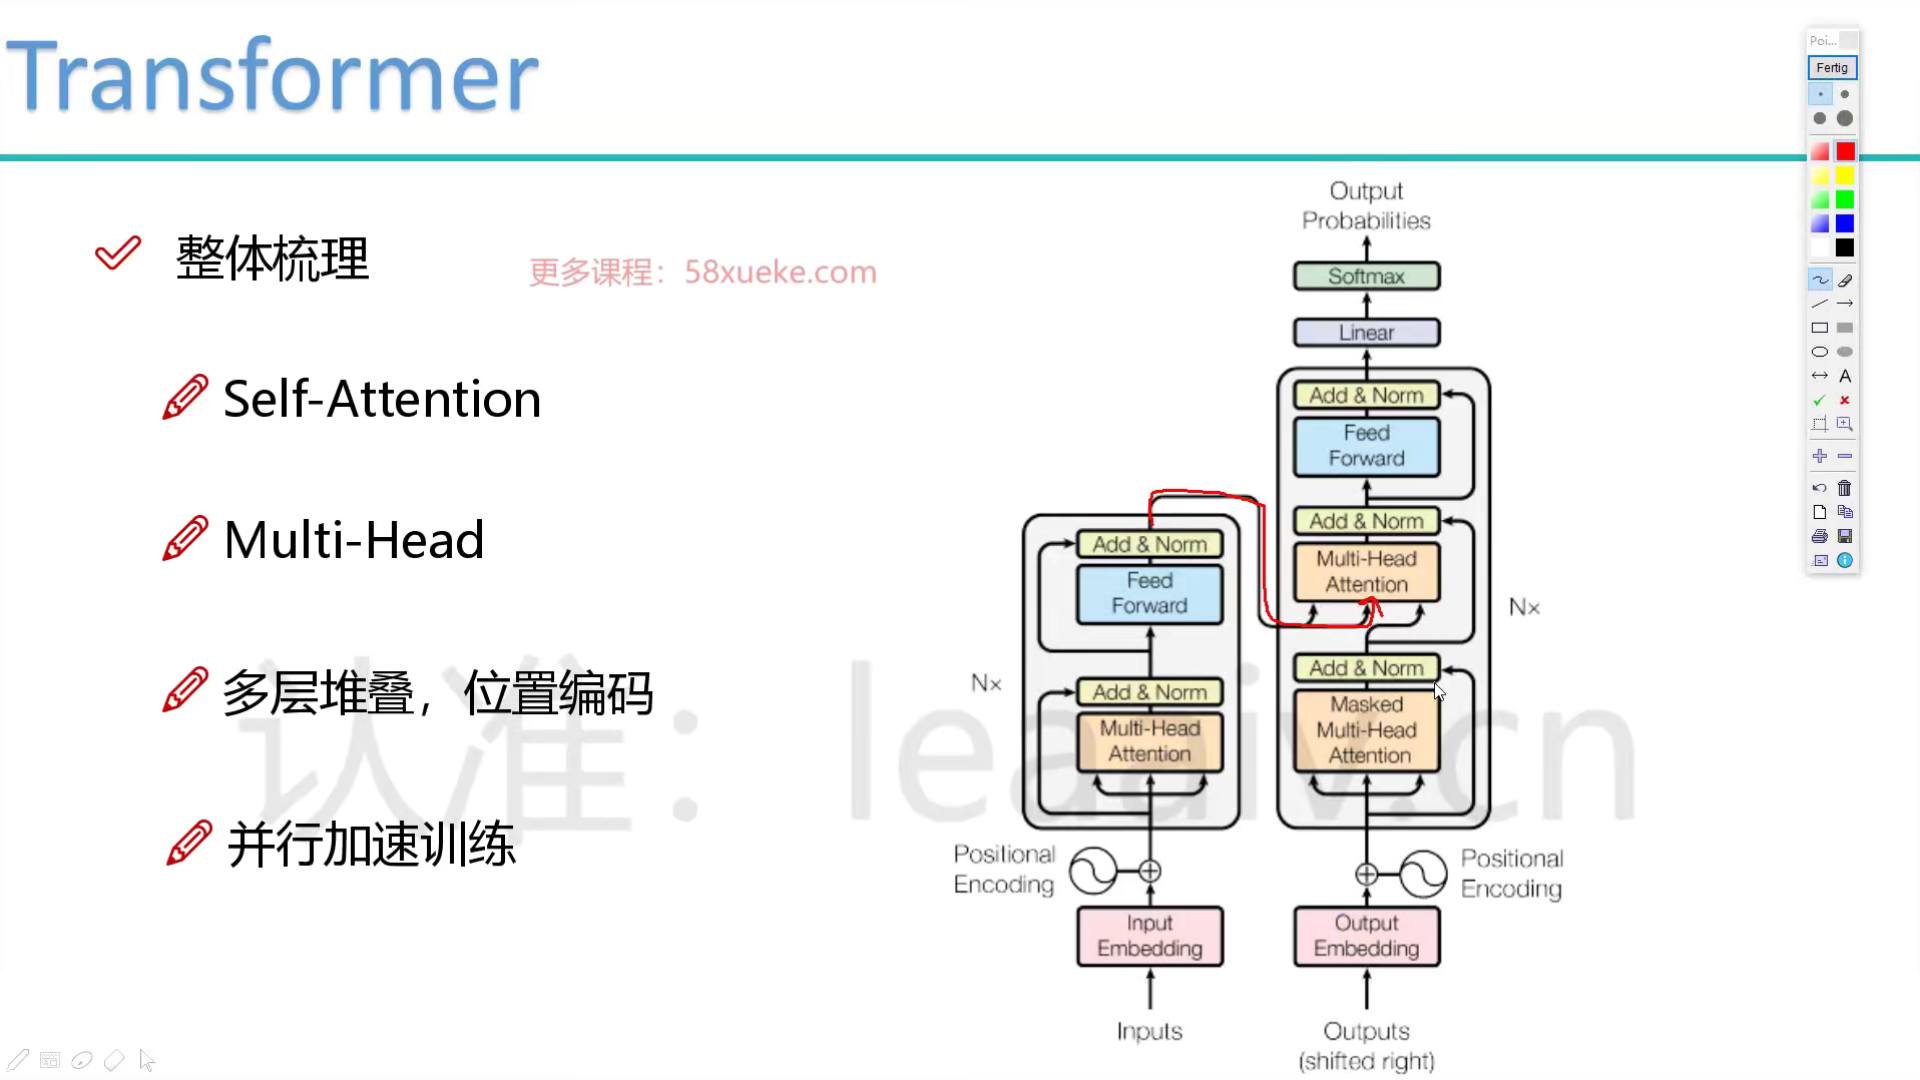 Transformer
Poi...
Fertig
A
整体梳理
更多课程：58xueke.com
Self-Attention
Multi-Head
多层堆叠，位置编码
并行加速训练
认准：leadiv.cn
Output
Probabilities
Softmax
Linear
Add & Norm
Feed
Forward
Add & Norm
Multi-Head
Attention
Nx
Add & Norm
Masked
Multi-Head
Attention
Positional
Encoding
Output
Embedding
Outputs
(shifted right)
Add & Norm
Feed
Forward
Nx
Add & Norm
Multi-Head
Attention
Positional
Encoding
Input
Embedding
Inputs